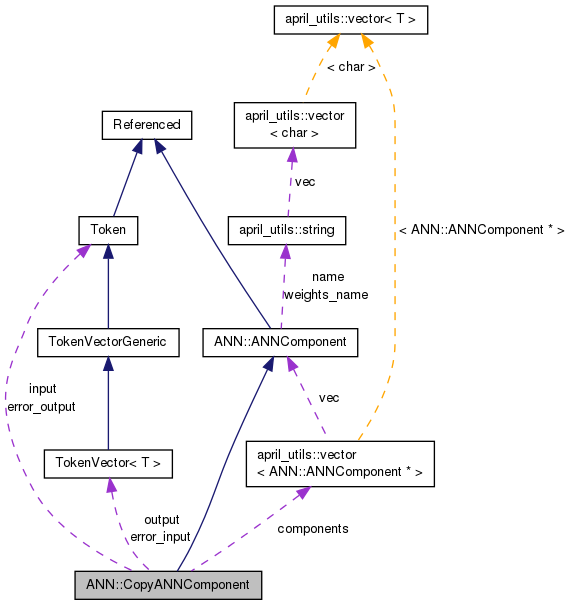 april_utils::vector< T >
< char >
april_utils::vector
< char >
Referenced
vec
Token
april_utils::string
< ANN::ANNComponent * >
name
weights_name
TokenVectorGeneric
ANN::ANNComponent
input
error_output
vec
TokenVector< T >
april_utils::vector
< ANN::ANNComponent * >
output
error_input
components
ANN::CopyANNComponent